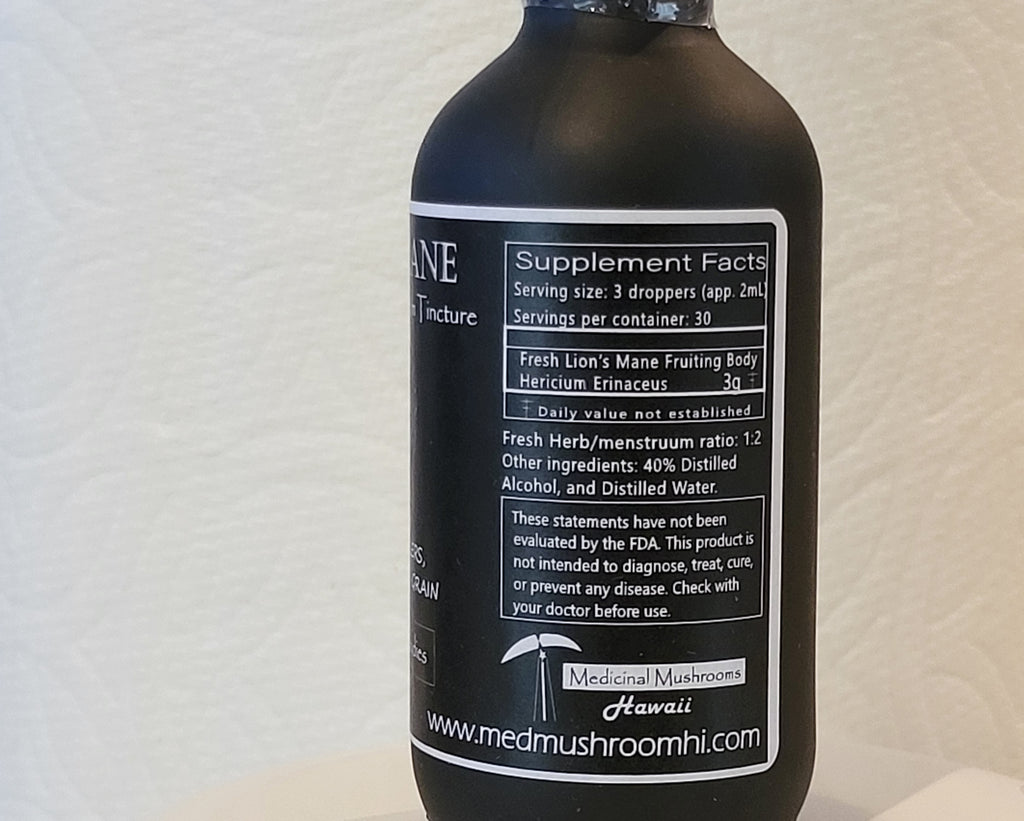 ANE
Tincture
Supplement Facts
Serving size: 3 droppers (app. 2mL)
Servings per container: 30
Fresh Lion's Mane Fruiting Body
Hericium Erinaceus 3g ‡
‡ Daily value not established
Fresh Herb/menstruum ratio: 1:2
Other ingredients: 40% Distilled
Alcohol, and Distilled Water.
These statements have not been
evaluated by the FDA. This product is
not intended to diagnose, treat, cure,
or prevent any disease. Check with
your doctor before use.
ERS,
GRAIN
Medicinal Mushrooms
Hawaii
www.medmushroomhi.com